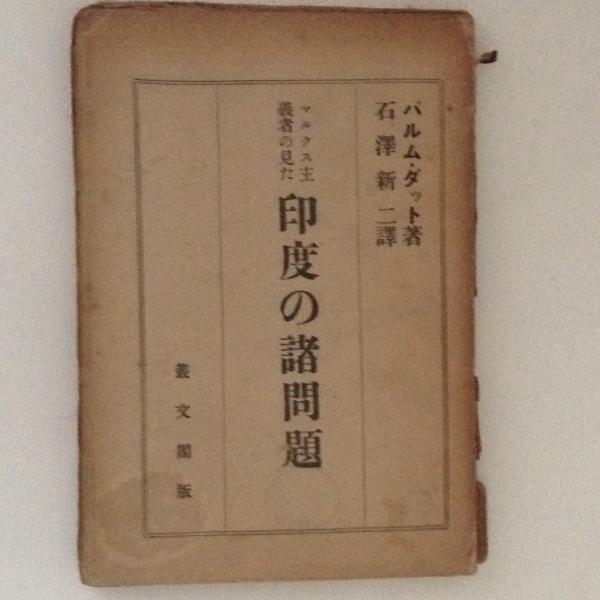 パルム・ダット著
石澤新二譯
マルクス主
義者の見た
印度の諸問題
叢文閣版